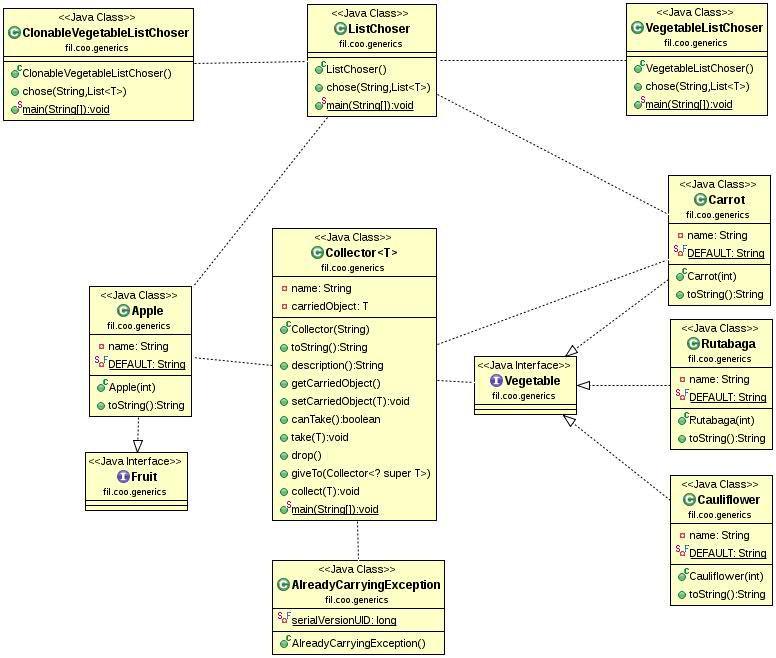 <<Java Class>>
ClonableVegetableListChoser
fil.coo.generics
ClonableVegetableListChoser()
chose(String,List<T>)
main(String[]):void
<<Java Class>>
ListChoser
fil.coo.generics
ListChoser()
chose(String,List<T>)
main(String[]):void
<<Java Class>>
VegetableListChoser
fil.coo.generics
VegetableListChoser()
chose(String,List<T>)
main(String[]):void
<<Java Class>>
Carrot
fil.coo.generics
name: String
DEFAULT: String
Carrot(int)
toString():String
<<Java Class>>
Collector<T>
fil.coo.generics
name: String
carriedObject: T
Collector(String)
toString():String
description():String
getCarriedObject()
setCarriedObject(T):void
canTake():boolean
take(T):void
drop()
giveTo(Collector<? super T>)
collect(T):void
main(String[]):void
<<Java Class>>
Apple
fil.coo.generics
name: String
DEFAULT: String
Apple(int)
toString():String
<<Java Interface>>
Fruit
fil.coo.generics
<<Java Interface>>
Vegetable
fil.coo.generics
<<Java Class>>
Rutabaga
fil.coo.generics
name: String
DEFAULT: String
Rutabaga(int)
toString():String
<<Java Class>>
Cauliflower
fil.coo.generics
name: String
DEFAULT: String
Cauliflower(int)
toString():String
<<Java Class>>
AlreadyCarryingException
fil.coo.generics
serialVersionUID: long
AlreadyCarryingException()